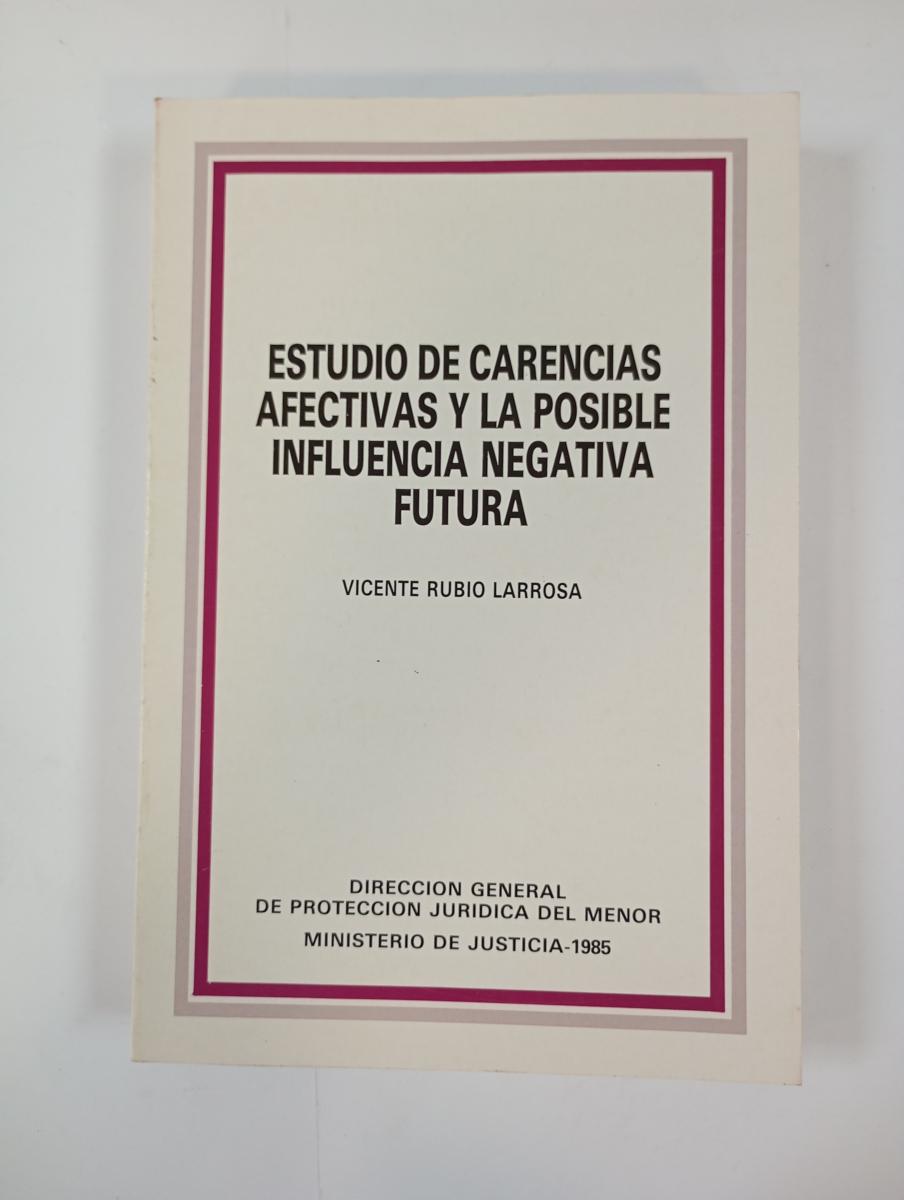 ESTUDIO DE CARENCIAS
AFECTIVAS Y LA POSIBLE
INFLUENCIA NEGATIVA
FUTURA
VICENTE RUBIO LARROSA
DIRECCION GENERAL
DE PROTECCION JURIDICA DEL MENOR
MINISTERIO DE JUSTICIA-1985